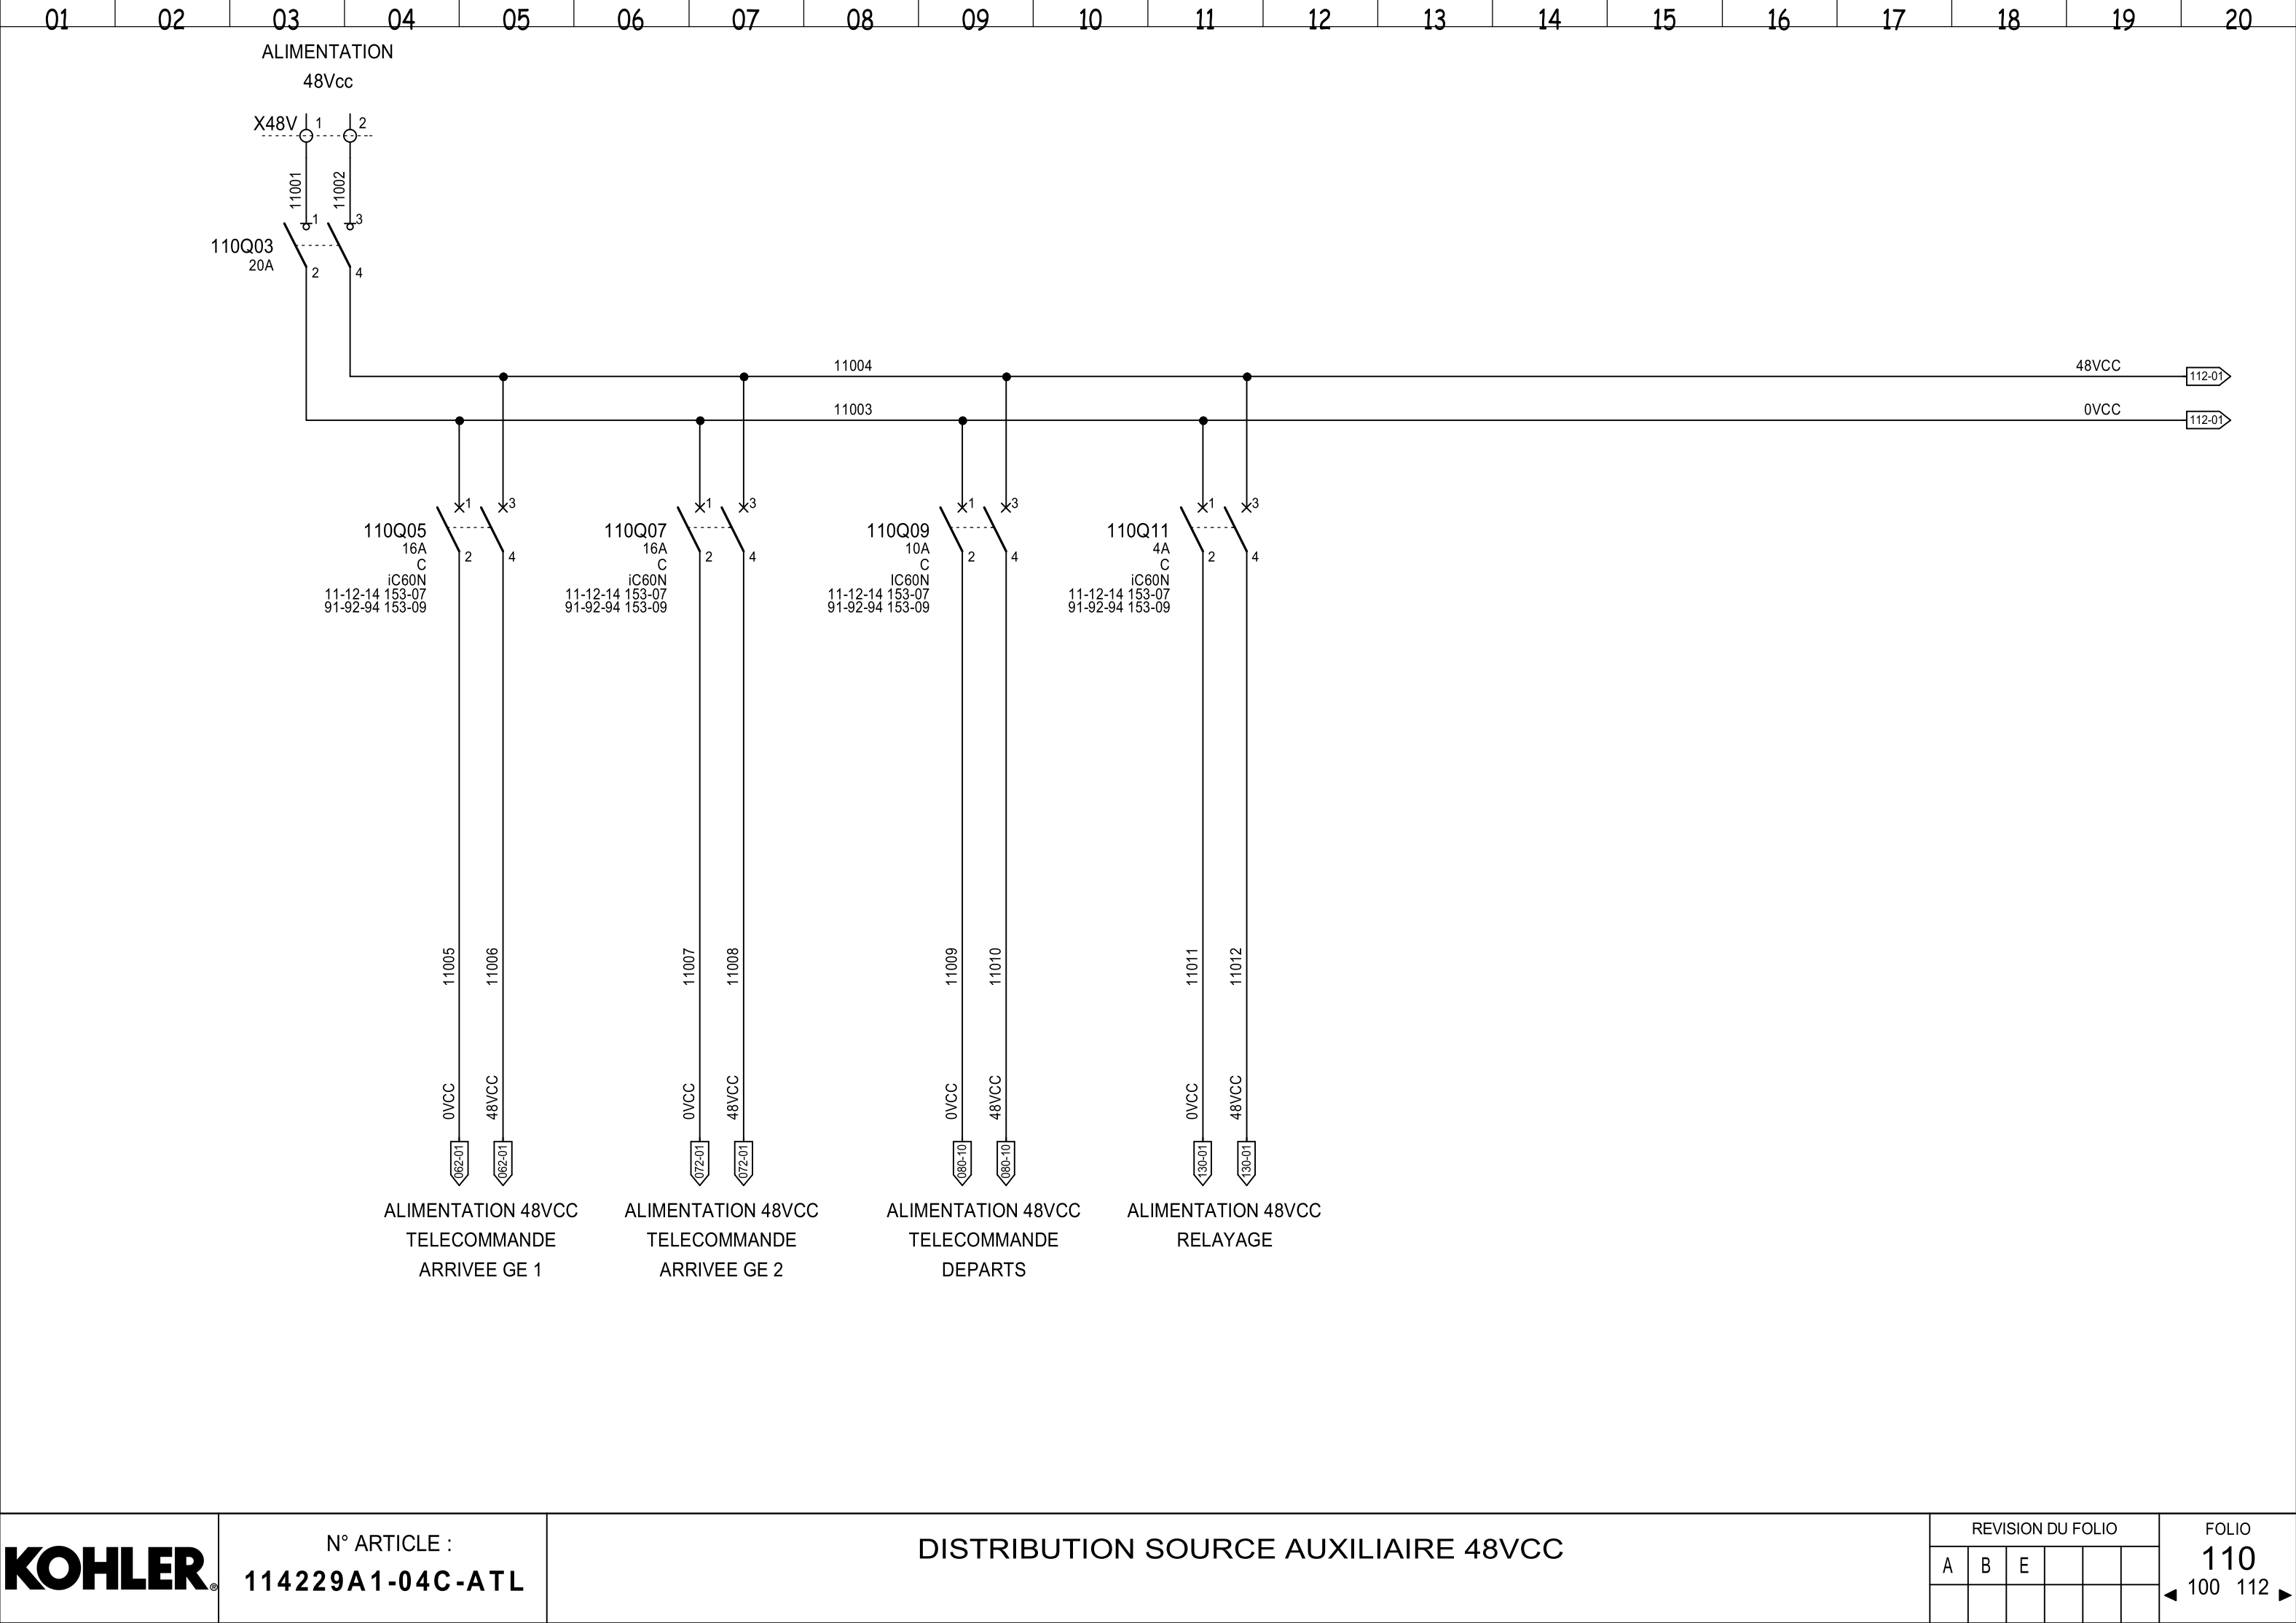 01 02 03 04 05 06 07 08 09 10 11 12 13 14 15 16 17 18 19 20
ALIMENTATION
48Vcc
X48V 1 2
11001 11002
1 3
110Q03
20A
2 4
11004 48VCC 112-01
11003 0VCC 112-01
1 3 1 3 1 3 1 3
110Q05
16A
C
iC60N
11-12-14 153-07
91-92-94 153-09
2 4
110Q07
16A
C
iC60N
11-12-14 153-07
91-92-94 153-09
2 4
110Q09
10A
C
IC60N
11-12-14 153-07
91-92-94 153-09
2 4
110Q11
4A
C
iC60N
11-12-14 153-07
91-92-94 153-09
2 4
11005 11006 11007 11008 11009 11010 11011 11012
0VCC 48VCC 0VCC 48VCC 0VCC 48VCC 0VCC 48VCC
062-01 062-01 072-01 072-01 080-10 080-10 130-01 130-01
ALIMENTATION 48VCC
TELECOMMANDE
ARRIVEE GE 1
ALIMENTATION 48VCC
TELECOMMANDE
ARRIVEE GE 2
ALIMENTATION 48VCC
TELECOMMANDE
DEPARTS
ALIMENTATION 48VCC
RELAYAGE
KOHLER®
N° ARTICLE :
114229A1-04C-ATL
DISTRIBUTION SOURCE AUXILIAIRE 48VCC
REVISION DU FOLIO
A B E
FOLIO
110
100 112